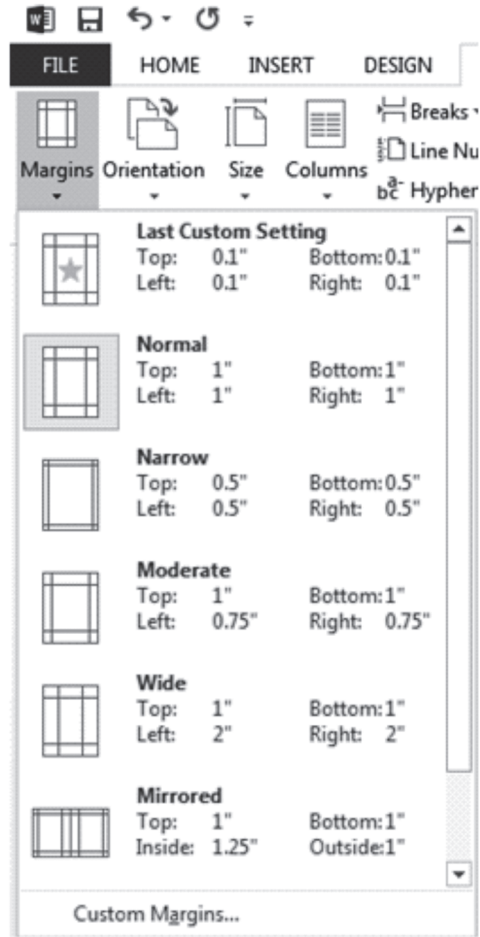 FILE HOME INSERT DESIGN
Margins Orientation Size Columns
Breaks
Line Nu
Hypher
Last Custom Setting
Top: 0.1" Bottom: 0.1"
Left: 0.1" Right: 0.1"
Normal
Top: 1" Bottom: 1"
Left: 1" Right: 1"
Narrow
Top: 0.5" Bottom: 0.5"
Left: 0.5" Right: 0.5"
Moderate
Top: 1" Bottom: 1"
Left: 0.75" Right: 0.75"
Wide
Top: 1" Bottom: 1"
Left: 2" Right: 2"
Mirrored
Top: 1" Bottom: 1"
Inside: 1.25" Outside: 1"
Custom Margins...